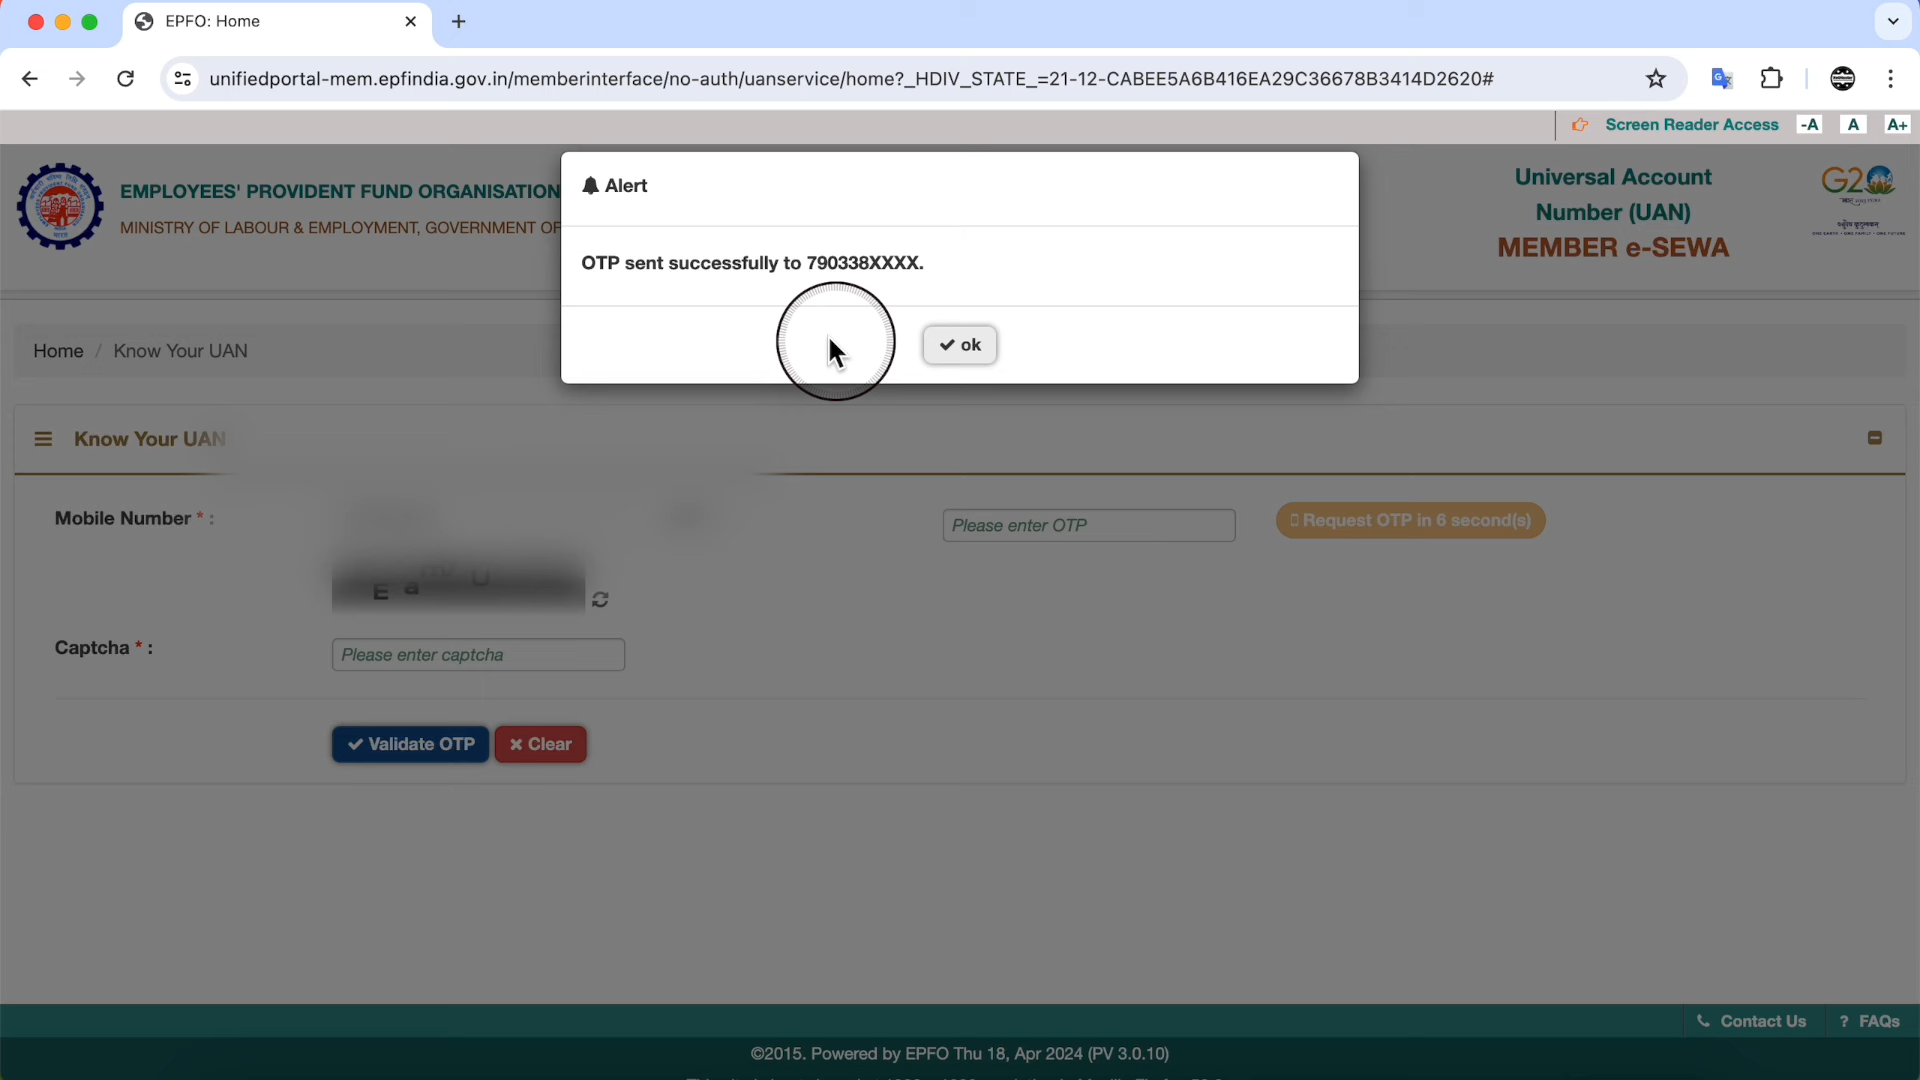 EPFO: Home
unifiedportal-mem.epfindia.gov.in/memberinterface/no-auth/uanservice/home?_HDIV_STATE_=21-12-CABEE5A6B416EA29C36678B3414D2620#
Screen Reader Access -A A A+
EMPLOYEES' PROVIDENT FUND ORGANISATION
MINISTRY OF LABOUR & EMPLOYMENT, GOVERNMENT OF
Universal Account
Number (UAN)
MEMBER e-SEWA
G20
Alert
OTP sent successfully to 790338XXXX.
ok
Home / Know Your UAN
Know Your UAN
Mobile Number * :
Please enter OTP
Request OTP in 6 second(s)
Captcha * :
Please enter captcha
Validate OTP
Clear
Contact Us
? FAQs
©2015. Powered by EPFO Thu 18, Apr 2024 (PV 3.0.10)